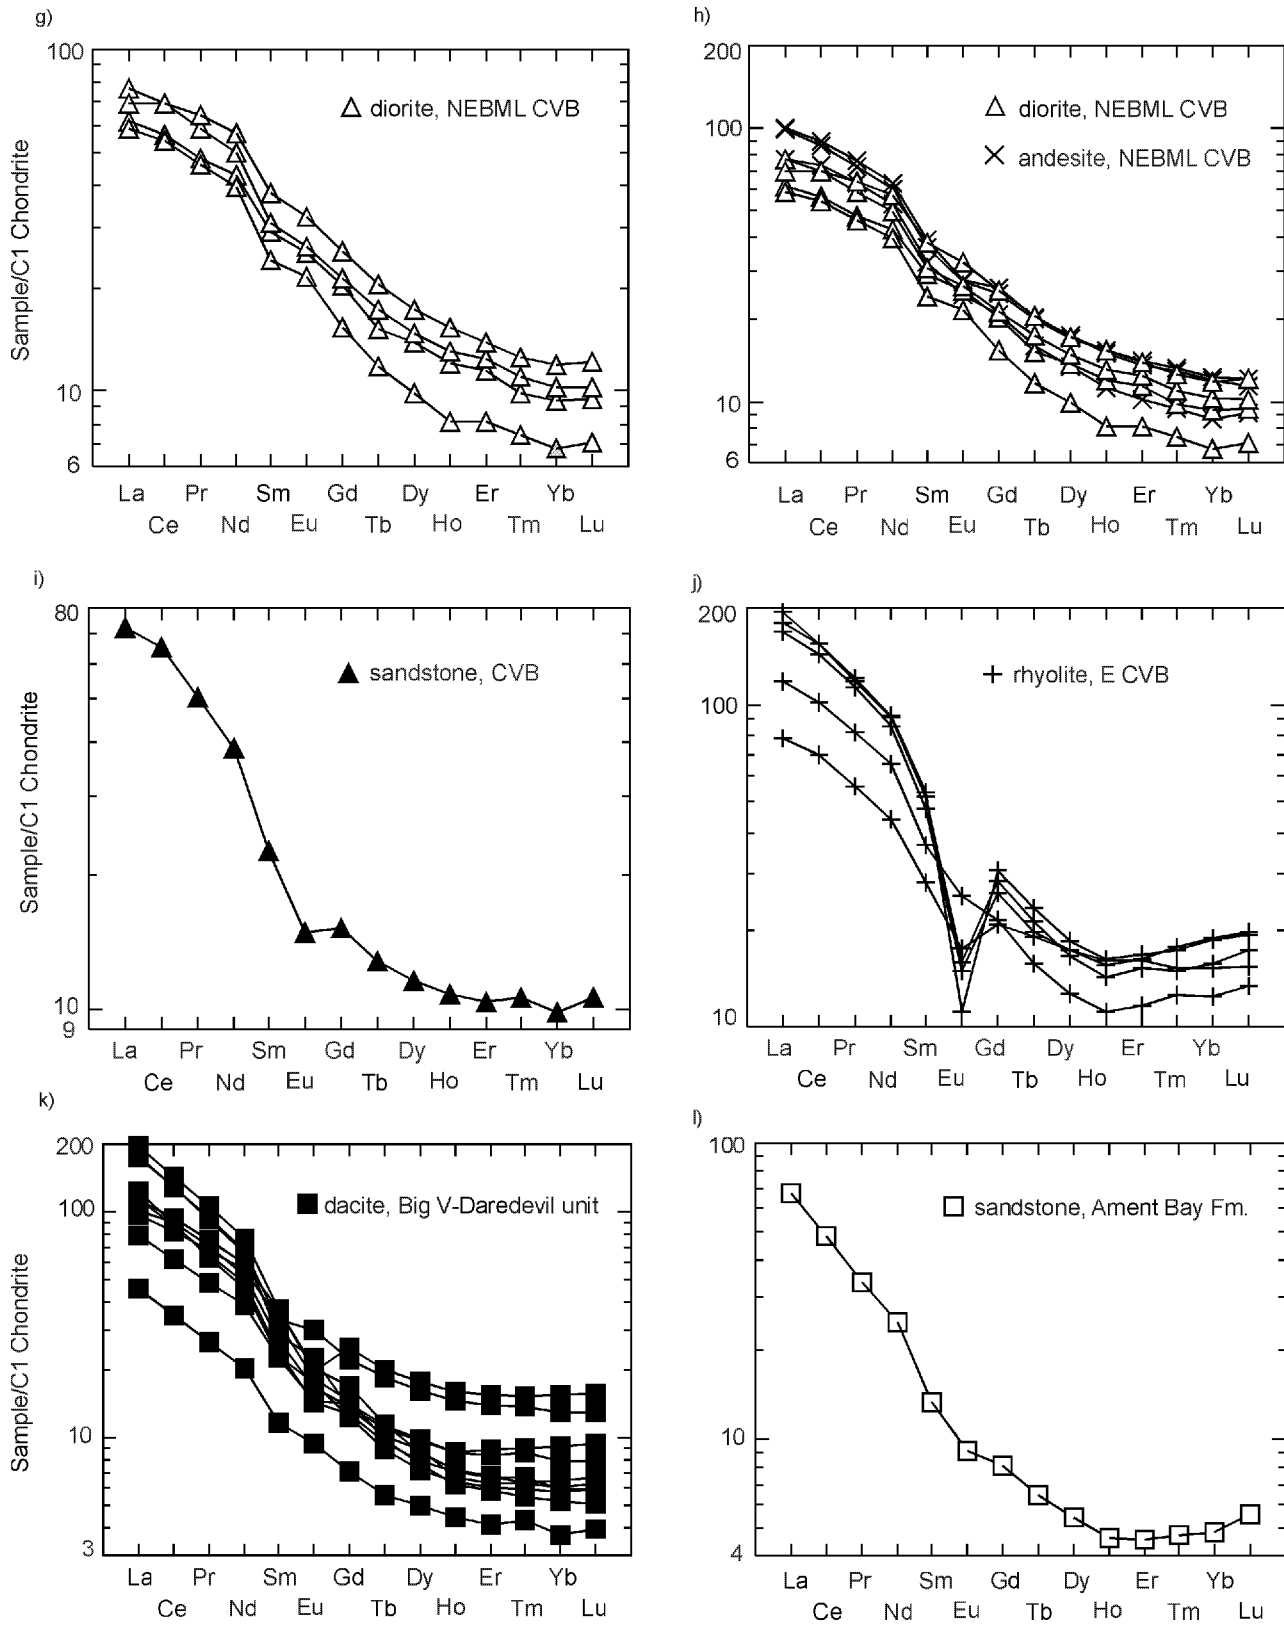 g)
100
10
6
Sample/C1 Chondrite
diorite, NEBML CVB
La Pr Sm Gd Dy Er Yb
Ce Nd Eu Tb Ho Tm Lu
h)
200
100
10
6
diorite, NEBML CVB
andesite, NEBML CVB
La Pr Sm Gd Dy Er Yb
Ce Nd Eu Tb Ho Tm Lu
i)
80
10
9
Sample/C1 Chondrite
sandstone, CVB
La Pr Sm Gd Dy Er Yb
Ce Nd Eu Tb Ho Tm Lu
j)
200
100
10
rhyolite, E CVB
La Pr Sm Gd Dy Er Yb
Ce Nd Eu Tb Ho Tm Lu
k)
200
100
10
3
Sample/C1 Chondrite
dacite, Big V-Daredevil unit
La Pr Sm Gd Dy Er Yb
Ce Nd Eu Tb Ho Tm Lu
l)
100
10
4
sandstone, Ament Bay Fm.
La Pr Sm Gd Dy Er Yb
Ce Nd Eu Tb Ho Tm Lu